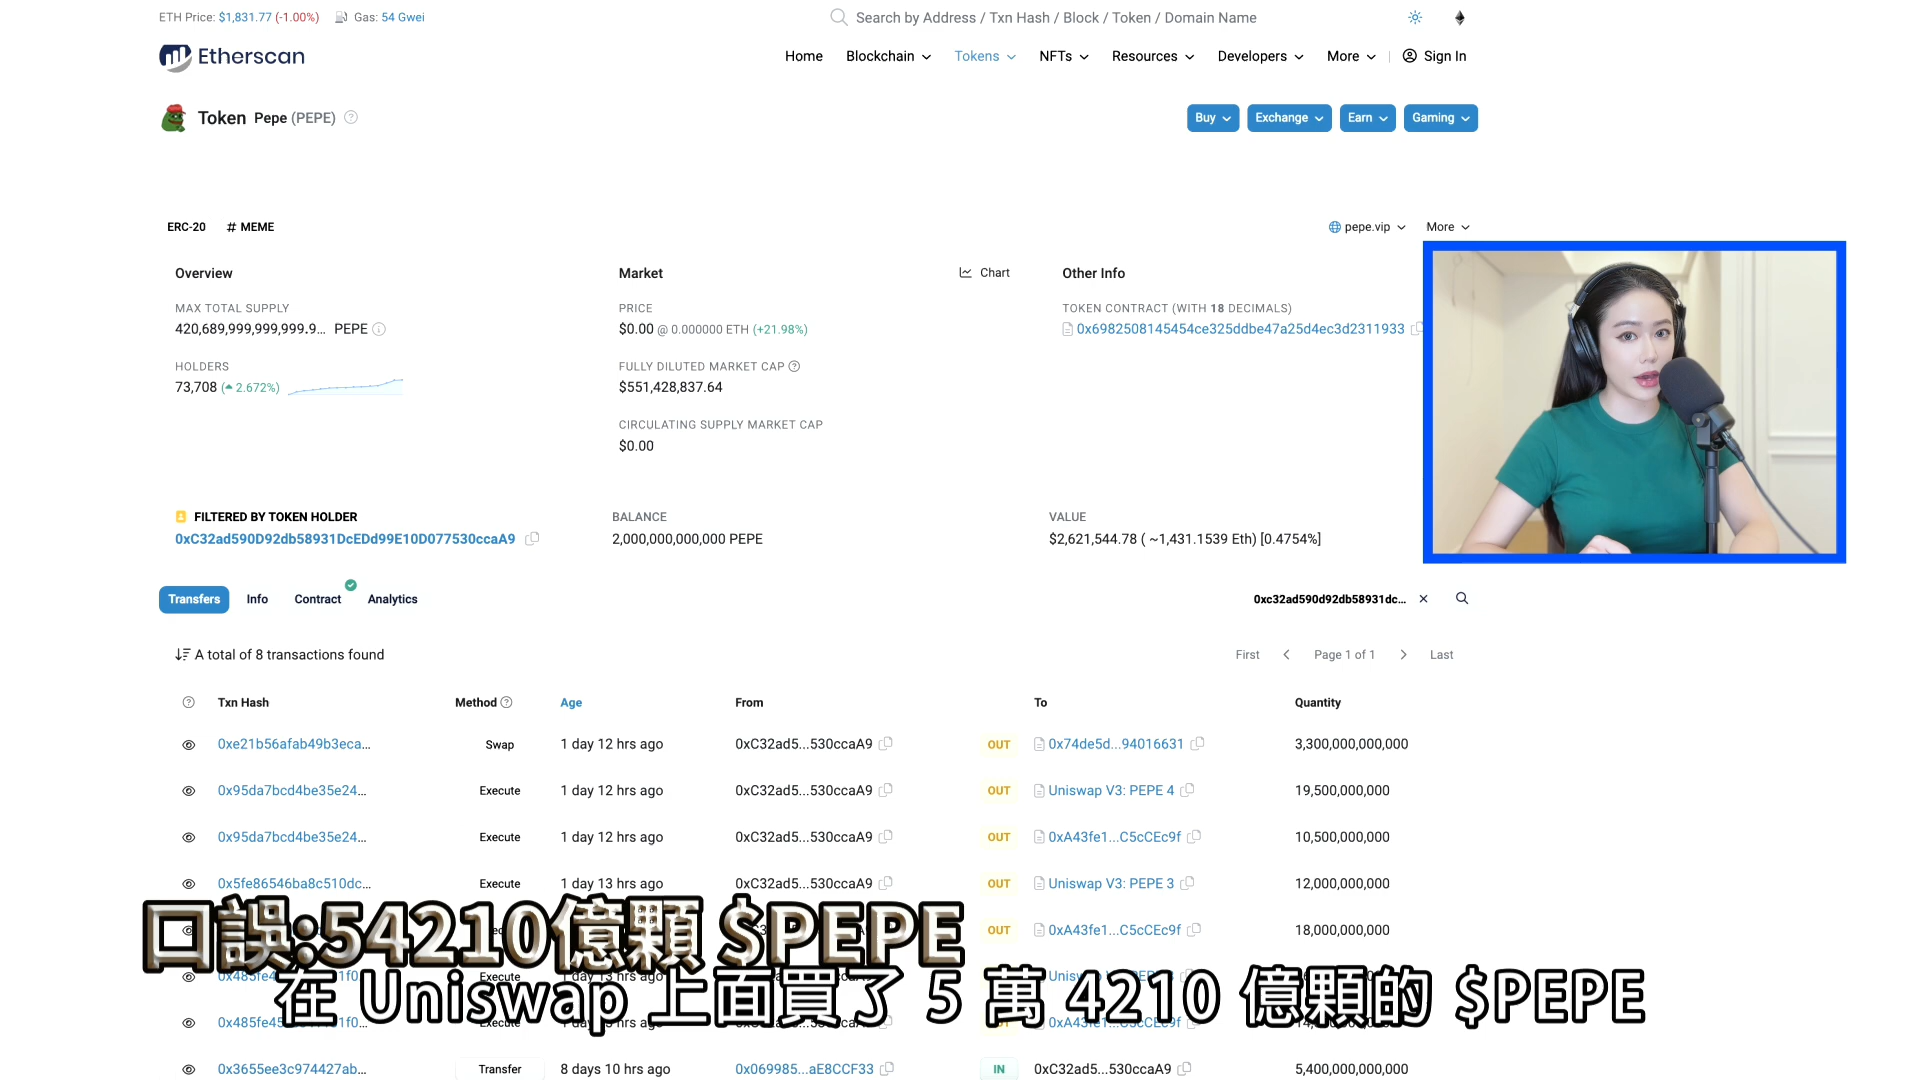 ETH Price: $1,831.77 (-1.00%) Gas: 54 Gwei
Search by Address / Txn Hash / Block / Token / Domain Name
Etherscan
Home Blockchain Tokens NFTs Resources Developers More Sign In
Token Pepe (PEPE)
Buy Exchange Earn Gaming
ERC-20 # MEME
pepe.vip More
Overview
MAX TOTAL SUPPLY
420,689,999,999,999.9... PEPE
HOLDERS
73,708 (2.672%)
Market Chart
PRICE
$0.00 @ 0.000000 ETH (+21.98%)
FULLY DILUTED MARKET CAP
$551,428,837.64
CIRCULATING SUPPLY MARKET CAP
$0.00
Other Info
TOKEN CONTRACT (WITH 18 DECIMALS)
0x6982508145454ce325ddbe47a25d4ec3d2311933
FILTERED BY TOKEN HOLDER
0xC32ad590D92db58931DcEDd99E10D077530ccaA9
BALANCE
2,000,000,000,000 PEPE
VALUE
$2,621,544.78 ( ~1,431.1539 Eth) [0.4754%]
Transfers Info Contract Analytics
0xc32ad590d92db58931dc...
A total of 8 transactions found
First Page 1 of 1 Last
Txn Hash Method Age From To Quantity
0xe21b56afab49b3eca... Swap 1 day 12 hrs ago 0xC32ad5...530ccaA9 OUT 0x74de5d...94016631 3,300,000,000,000
0x95da7bcd4be35e24... Execute 1 day 12 hrs ago 0xC32ad5...530ccaA9 OUT Uniswap V3: PEPE 4 19,500,000,000
0x95da7bcd4be35e24... Execute 1 day 12 hrs ago 0xC32ad5...530ccaA9 OUT 0xA43fe1...C5cCEc9f 10,500,000,000
0x5fe86546ba8c510dc... Execute 1 day 13 hrs ago 0xC32ad5...530ccaA9 OUT Uniswap V3: PEPE 3 12,000,000,000
OUT 0xA43fe1...C5cCEc9f 18,000,000,000
口誤:54210億顆 $PEPE
在 Uniswap 上面買了 5 萬 4210 億顆的 $PEPE
0x3655ee3c974427ab... Transfer 8 days 10 hrs ago 0x069985...aE8CCF33 IN 0xC32ad5...530ccaA9 5,400,000,000,000